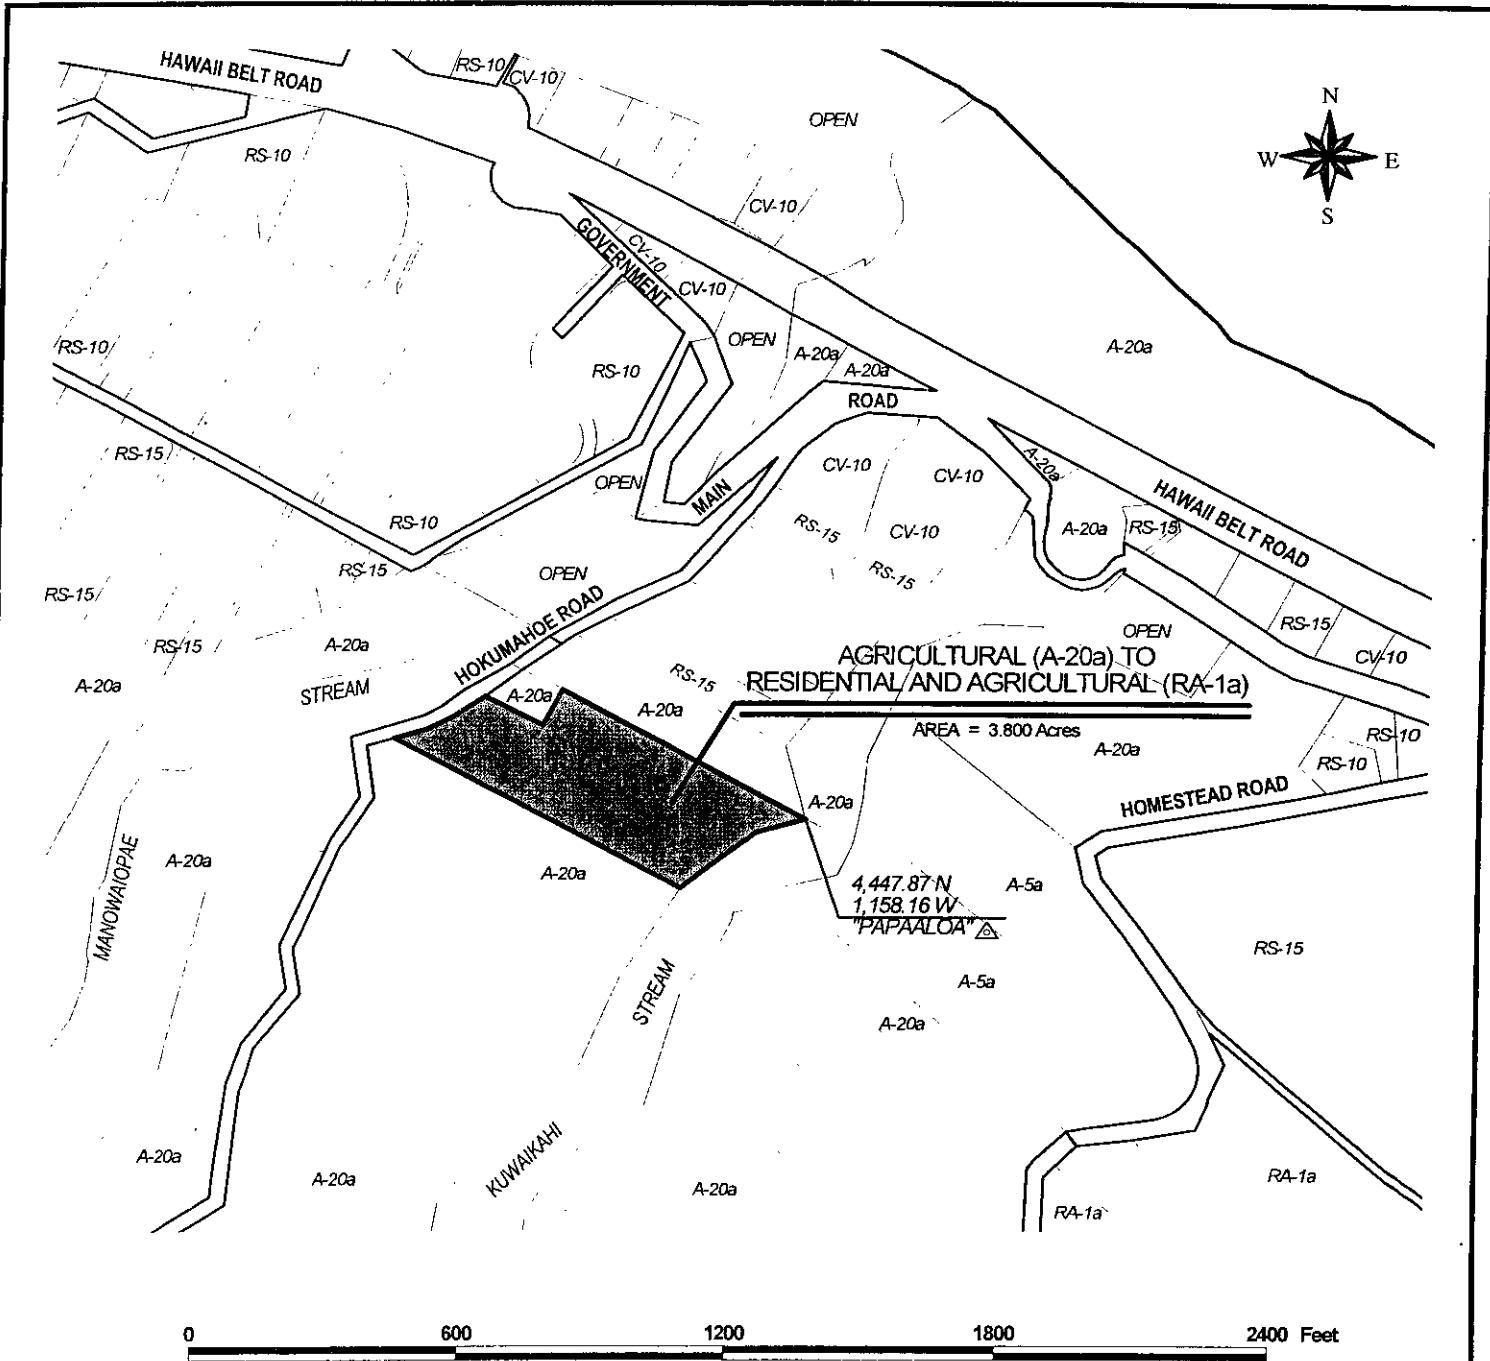 HAWAII BELT ROAD
RS-10
CV-10
OPEN
N
W E
S
RS-10
CV-10
GOVERNMENT
CV-10
CV-10
OPEN
A-20a
A-20a
A-20a
RS-10
RS-10
ROAD
RS-15
OPEN
MAIN
CV-10
CV-10
A-20a
HAWAII BELT ROAD
RS-10
RS-15
CV-10
A-20a
RS-15
RS-15
OPEN
RS-15
RS-15
HOKUMAHOE ROAD
OPEN
RS-15
CV-10
RS-15
A-20a
A-20a
STREAM
RS-15
AGRICULTURAL (A-20a) TO
RESIDENTIAL AND AGRICULTURAL (RA-1a)
AREA = 3.800 Acres
A-20a
A-20a
A-20a
RS-10
RS-10
HOMESTEAD ROAD
A-20a
MANOWAIOPAE
A-20a
A-20a
4,447.87 N
1,158.16 W
"PAPAALOA"
A-5a
RS-15
STREAM
A-5a
A-20a
KUWAIKAHI
A-20a
A-20a
A-20a
RA-1a
RA-1a
0 600 1200 1800 2400 Feet